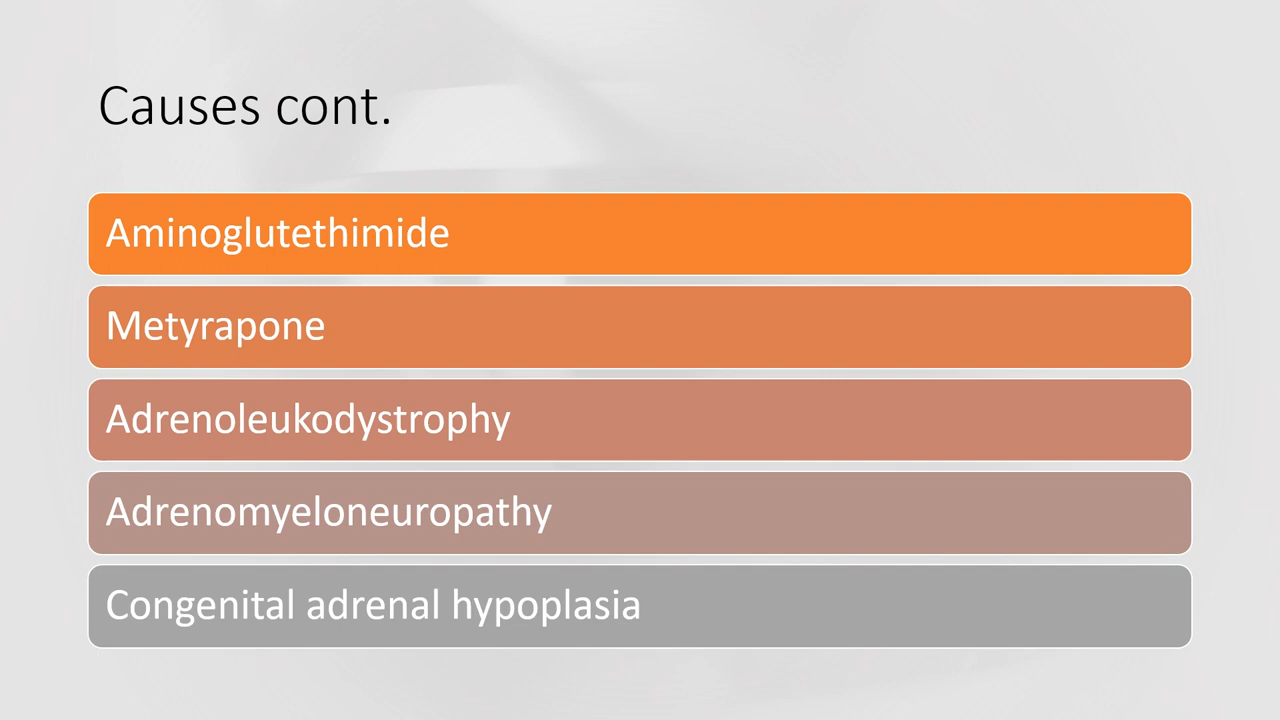 Causes cont.
Aminoglutethimide
Metyrapone
Adrenoleukodystrophy
Adrenomyeloneuropathy
Congenital adrenal hypoplasia